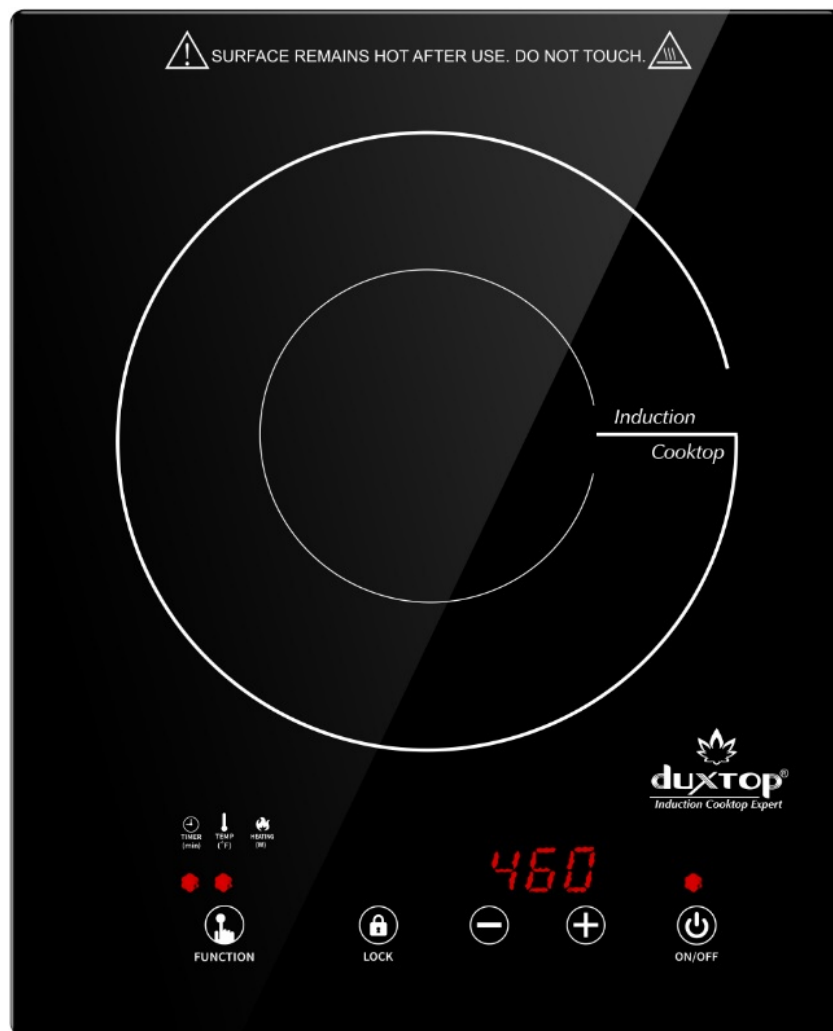 SURFACE REMAINS HOT AFTER USE. DO NOT TOUCH.
Induction
Cooktop
duxtop®
Induction Cooktop Expert
TIMER
(min)
TEMP
(°F)
HEATING
(W)
460
FUNCTION
LOCK
ON/OFF